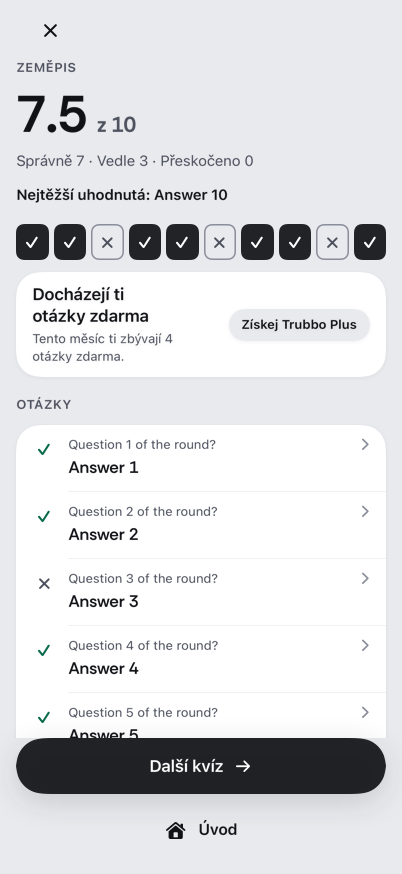 ZEMĚPIS
7.5 z 10
Správně 7 · Vedle 3 · Přeskočeno 0
Nejtěžší uhodnutá: Answer 10
Docházejí ti
otázky zdarma
Tento měsíc ti zbývají 4
otázky zdarma.
Získej Trubbo Plus
OTÁZKY
Question 1 of the round?
Answer 1
Question 2 of the round?
Answer 2
Question 3 of the round?
Answer 3
Question 4 of the round?
Answer 4
Question 5 of the round?
Answer 5
Další kvíz
Úvod